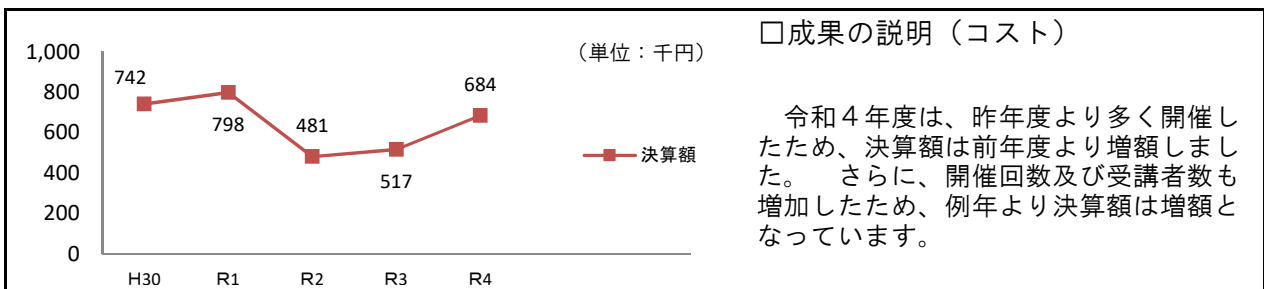 1,000
800
600
400
200
0
(単位：千円)
742
798
481
517
684
決算額
H30 R1 R2 R3 R4
□成果の説明（コスト）
　令和４年度は、昨年度より多く開催し
たため、決算額は前年度より増額しまし
た。　さらに、開催回数及び受講者数も
増加したため、例年より決算額は増額と
なっています。